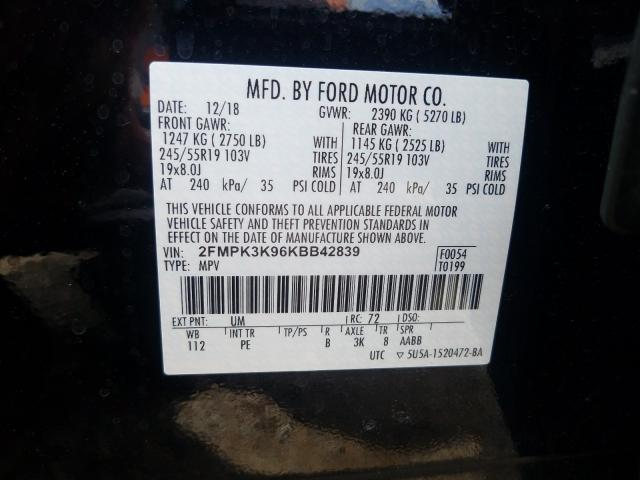 MFD. BY FORD MOTOR CO.
DATE: 12/18 GVWR: 2390 KG ( 5270 LB)
FRONT GAWR: REAR GAWR:
1247 KG ( 2750 LB) WITH 1145 KG ( 2525 LB) WITH
245/55R19 103V TIRES 245/55R19 103V TIRES
19x8.0J RIMS 19x8.0J RIMS
AT 240 kPa/ 35 PSI COLD AT 240 kPa/ 35 PSI COLD
THIS VEHICLE CONFORMS TO ALL APPLICABLE FEDERAL MOTOR
VEHICLE SAFETY AND THEFT PREVENTION STANDARDS IN
EFFECT ON THE DATE OF MANUFACTURE SHOWN ABOVE.
VIN: 2FMPK3K96KBB42839 F0054
TYPE: MPV T0199
EXT PNT: UM RC: 72 DSO:
WB INT TR TP/PS R AXLE TR SPR
112 PE B 3K 8 AABB
UTC ▽ 5U5A-1520472-BA